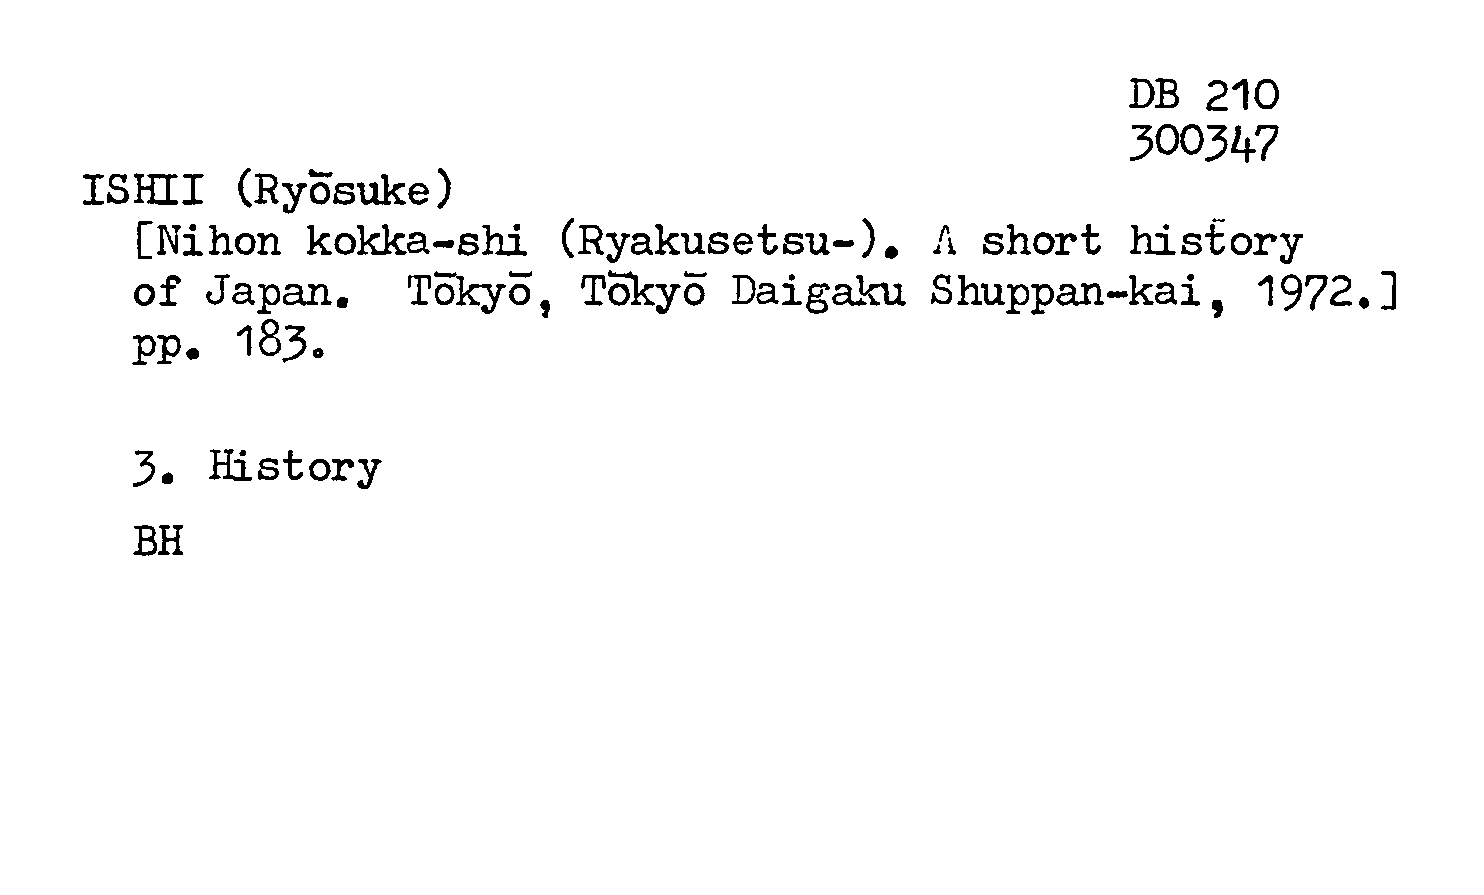 DB 210
300347
ISHII (Ryōsuke)
[Nihon kokka-shi (Ryakusetsu-). A short history
of Japan. Tōkyō, Tōkyō Daigaku Shuppan-kai, 1972.]
pp. 183.
3. History
BH